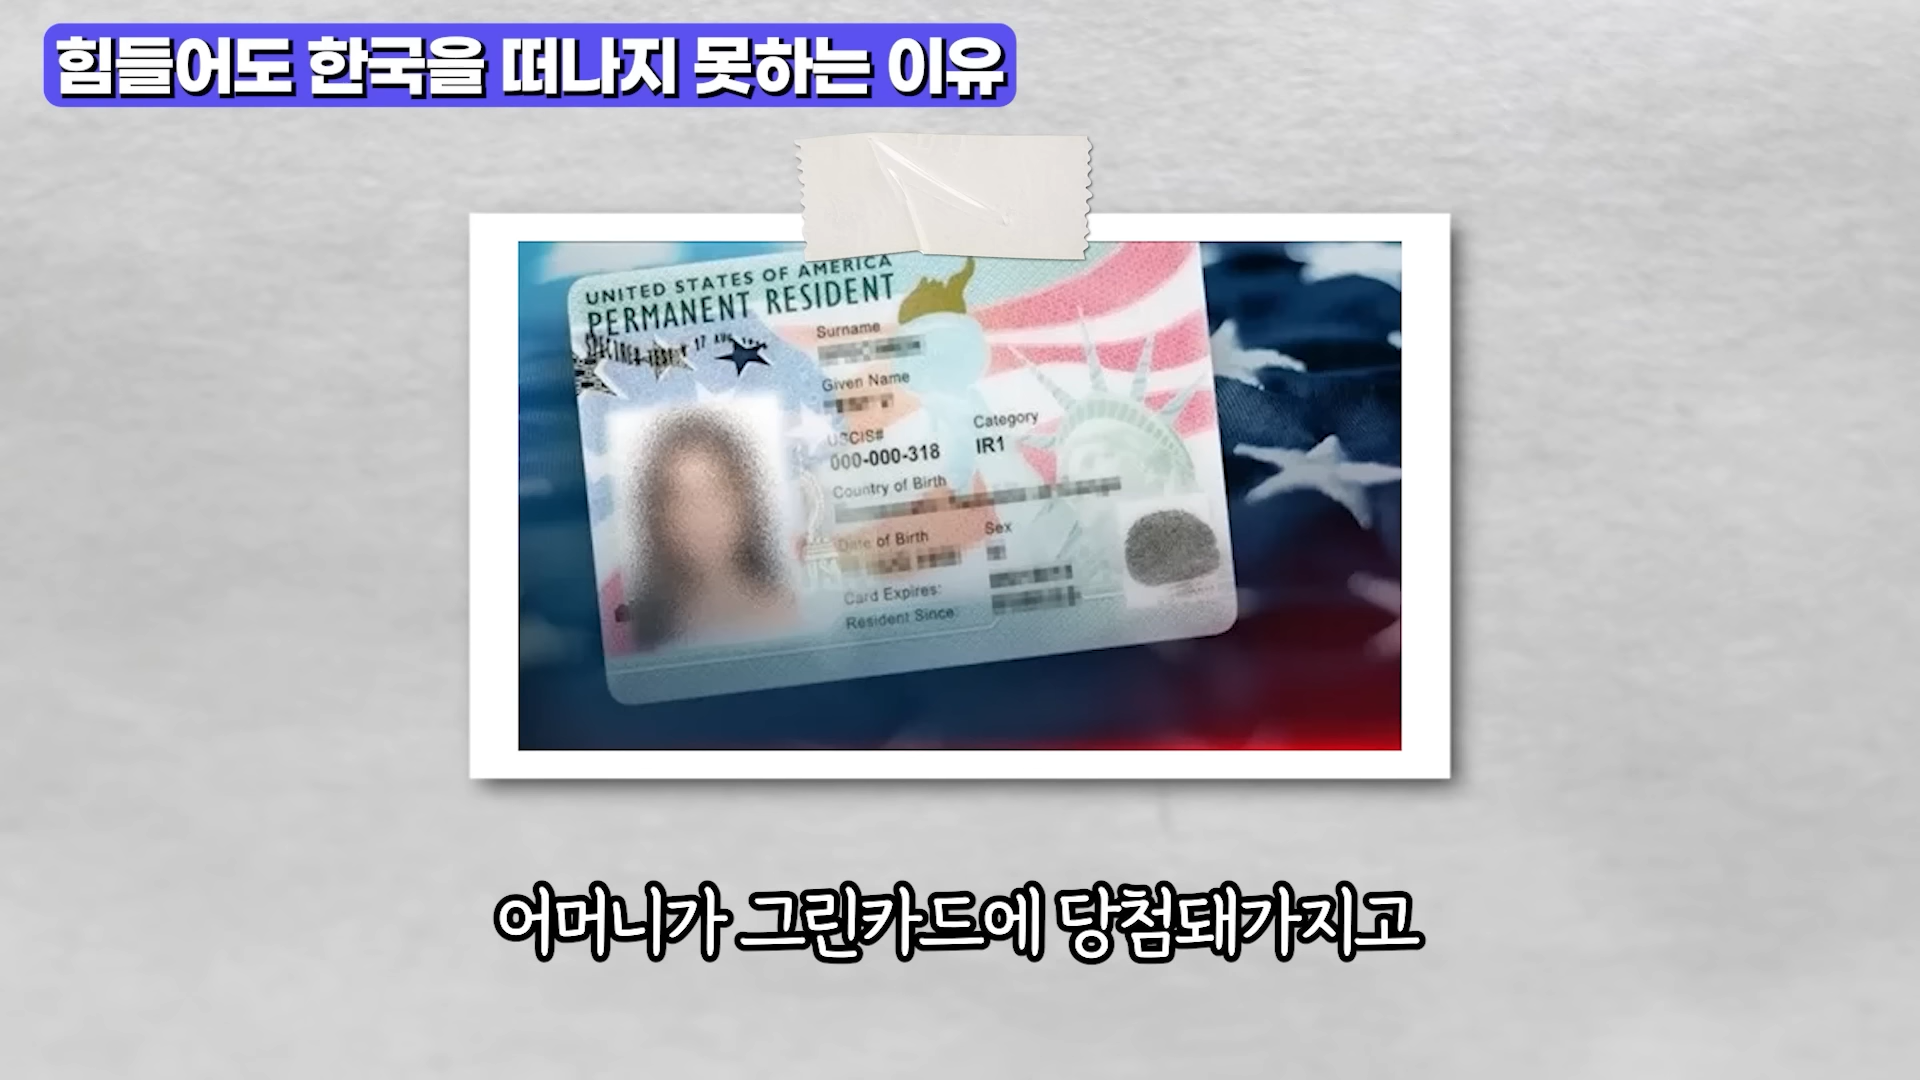 힘들어도 한국을 떠나지 못하는 이유
UNITED STATES OF AMERICA
PERMANENT RESIDENT
Surname
Given Name
USCIS#
000-000-318
Category
IR1
Country of Birth
Date of Birth
Sex
Card Expires:
Resident Since:
어머니가 그린카드에 당첨돼가지고